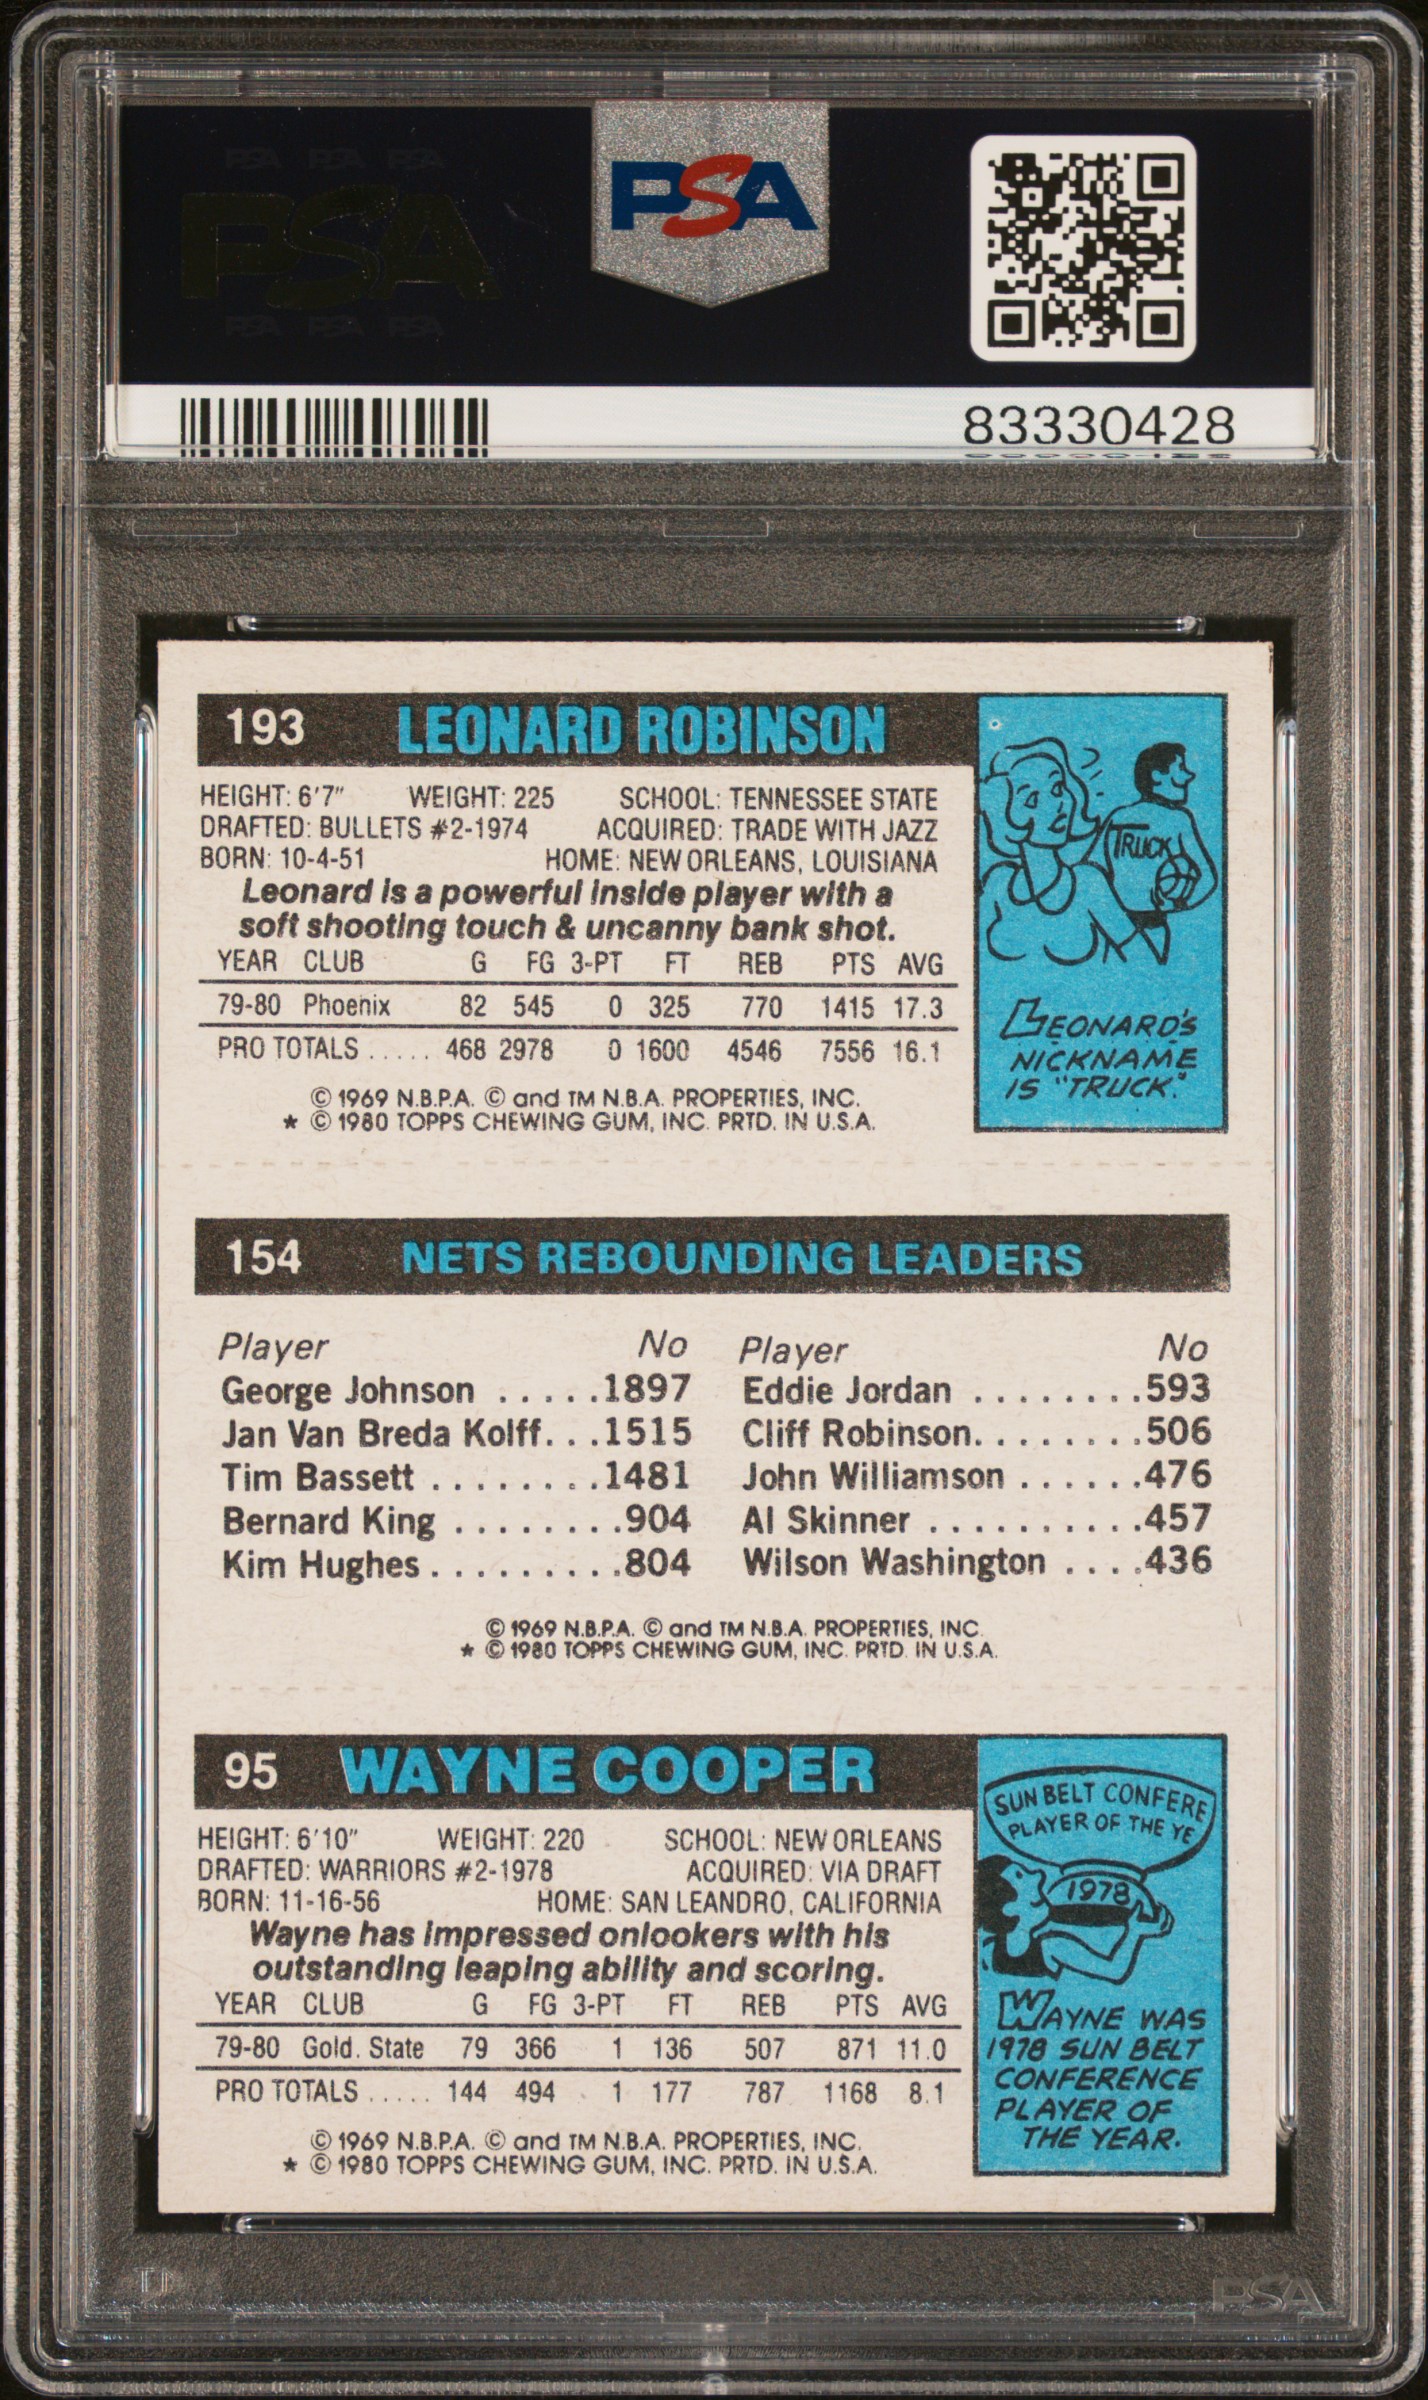 PSA PSA PSA
PSA
PSA PSA PSA
PSA
83330428
193 LEONARD ROBINSON
HEIGHT: 6'7" WEIGHT: 225 SCHOOL: TENNESSEE STATE
DRAFTED: BULLETS #2-1974 ACQUIRED: TRADE WITH JAZZ
BORN: 10-4-51 HOME: NEW ORLEANS, LOUISIANA
Leonard is a powerful inside player with a
soft shooting touch & uncanny bank shot.
YEAR CLUB G FG 3-PT FT REB PTS AVG
79-80 Phoenix 82 545 0 325 770 1415 17.3
PRO TOTALS ..... 468 2978 0 1600 4546 7556 16.1
© 1969 N.B.P.A. © and TM N.B.A. PROPERTIES, INC.
* © 1980 TOPPS CHEWING GUM, INC. PRTD. IN U.S.A.
TRUCK
LEONARD'S
NICKNAME
IS "TRUCK."
154 NETS REBOUNDING LEADERS
Player No Player No
George Johnson .....1897 Eddie Jordan ........593
Jan Van Breda Kolff...1515 Cliff Robinson........506
Tim Bassett ........1481 John Williamson ......476
Bernard King ........904 Al Skinner ..........457
Kim Hughes.........804 Wilson Washington ....436
© 1969 N.B.P.A. © and TM N.B.A. PROPERTIES, INC.
* © 1980 TOPPS CHEWING GUM, INC. PRTD. IN U.S.A.
95 WAYNE COOPER
HEIGHT: 6'10" WEIGHT: 220 SCHOOL: NEW ORLEANS
DRAFTED: WARRIORS #2-1978 ACQUIRED: VIA DRAFT
BORN: 11-16-56 HOME: SAN LEANDRO, CALIFORNIA
Wayne has impressed onlookers with his
outstanding leaping ability and scoring.
YEAR CLUB G FG 3-PT FT REB PTS AVG
79-80 Gold. State 79 366 1 136 507 871 11.0
PRO TOTALS ..... 144 494 1 177 787 1168 8.1
© 1969 N.B.P.A. © and TM N.B.A. PROPERTIES, INC.
* © 1980 TOPPS CHEWING GUM, INC. PRTD. IN U.S.A.
SUN BELT CONFERE
PLAYER OF THE YE
1978
WAYNE WAS
1978 SUN BELT
CONFERENCE
PLAYER OF
THE YEAR.
PSA